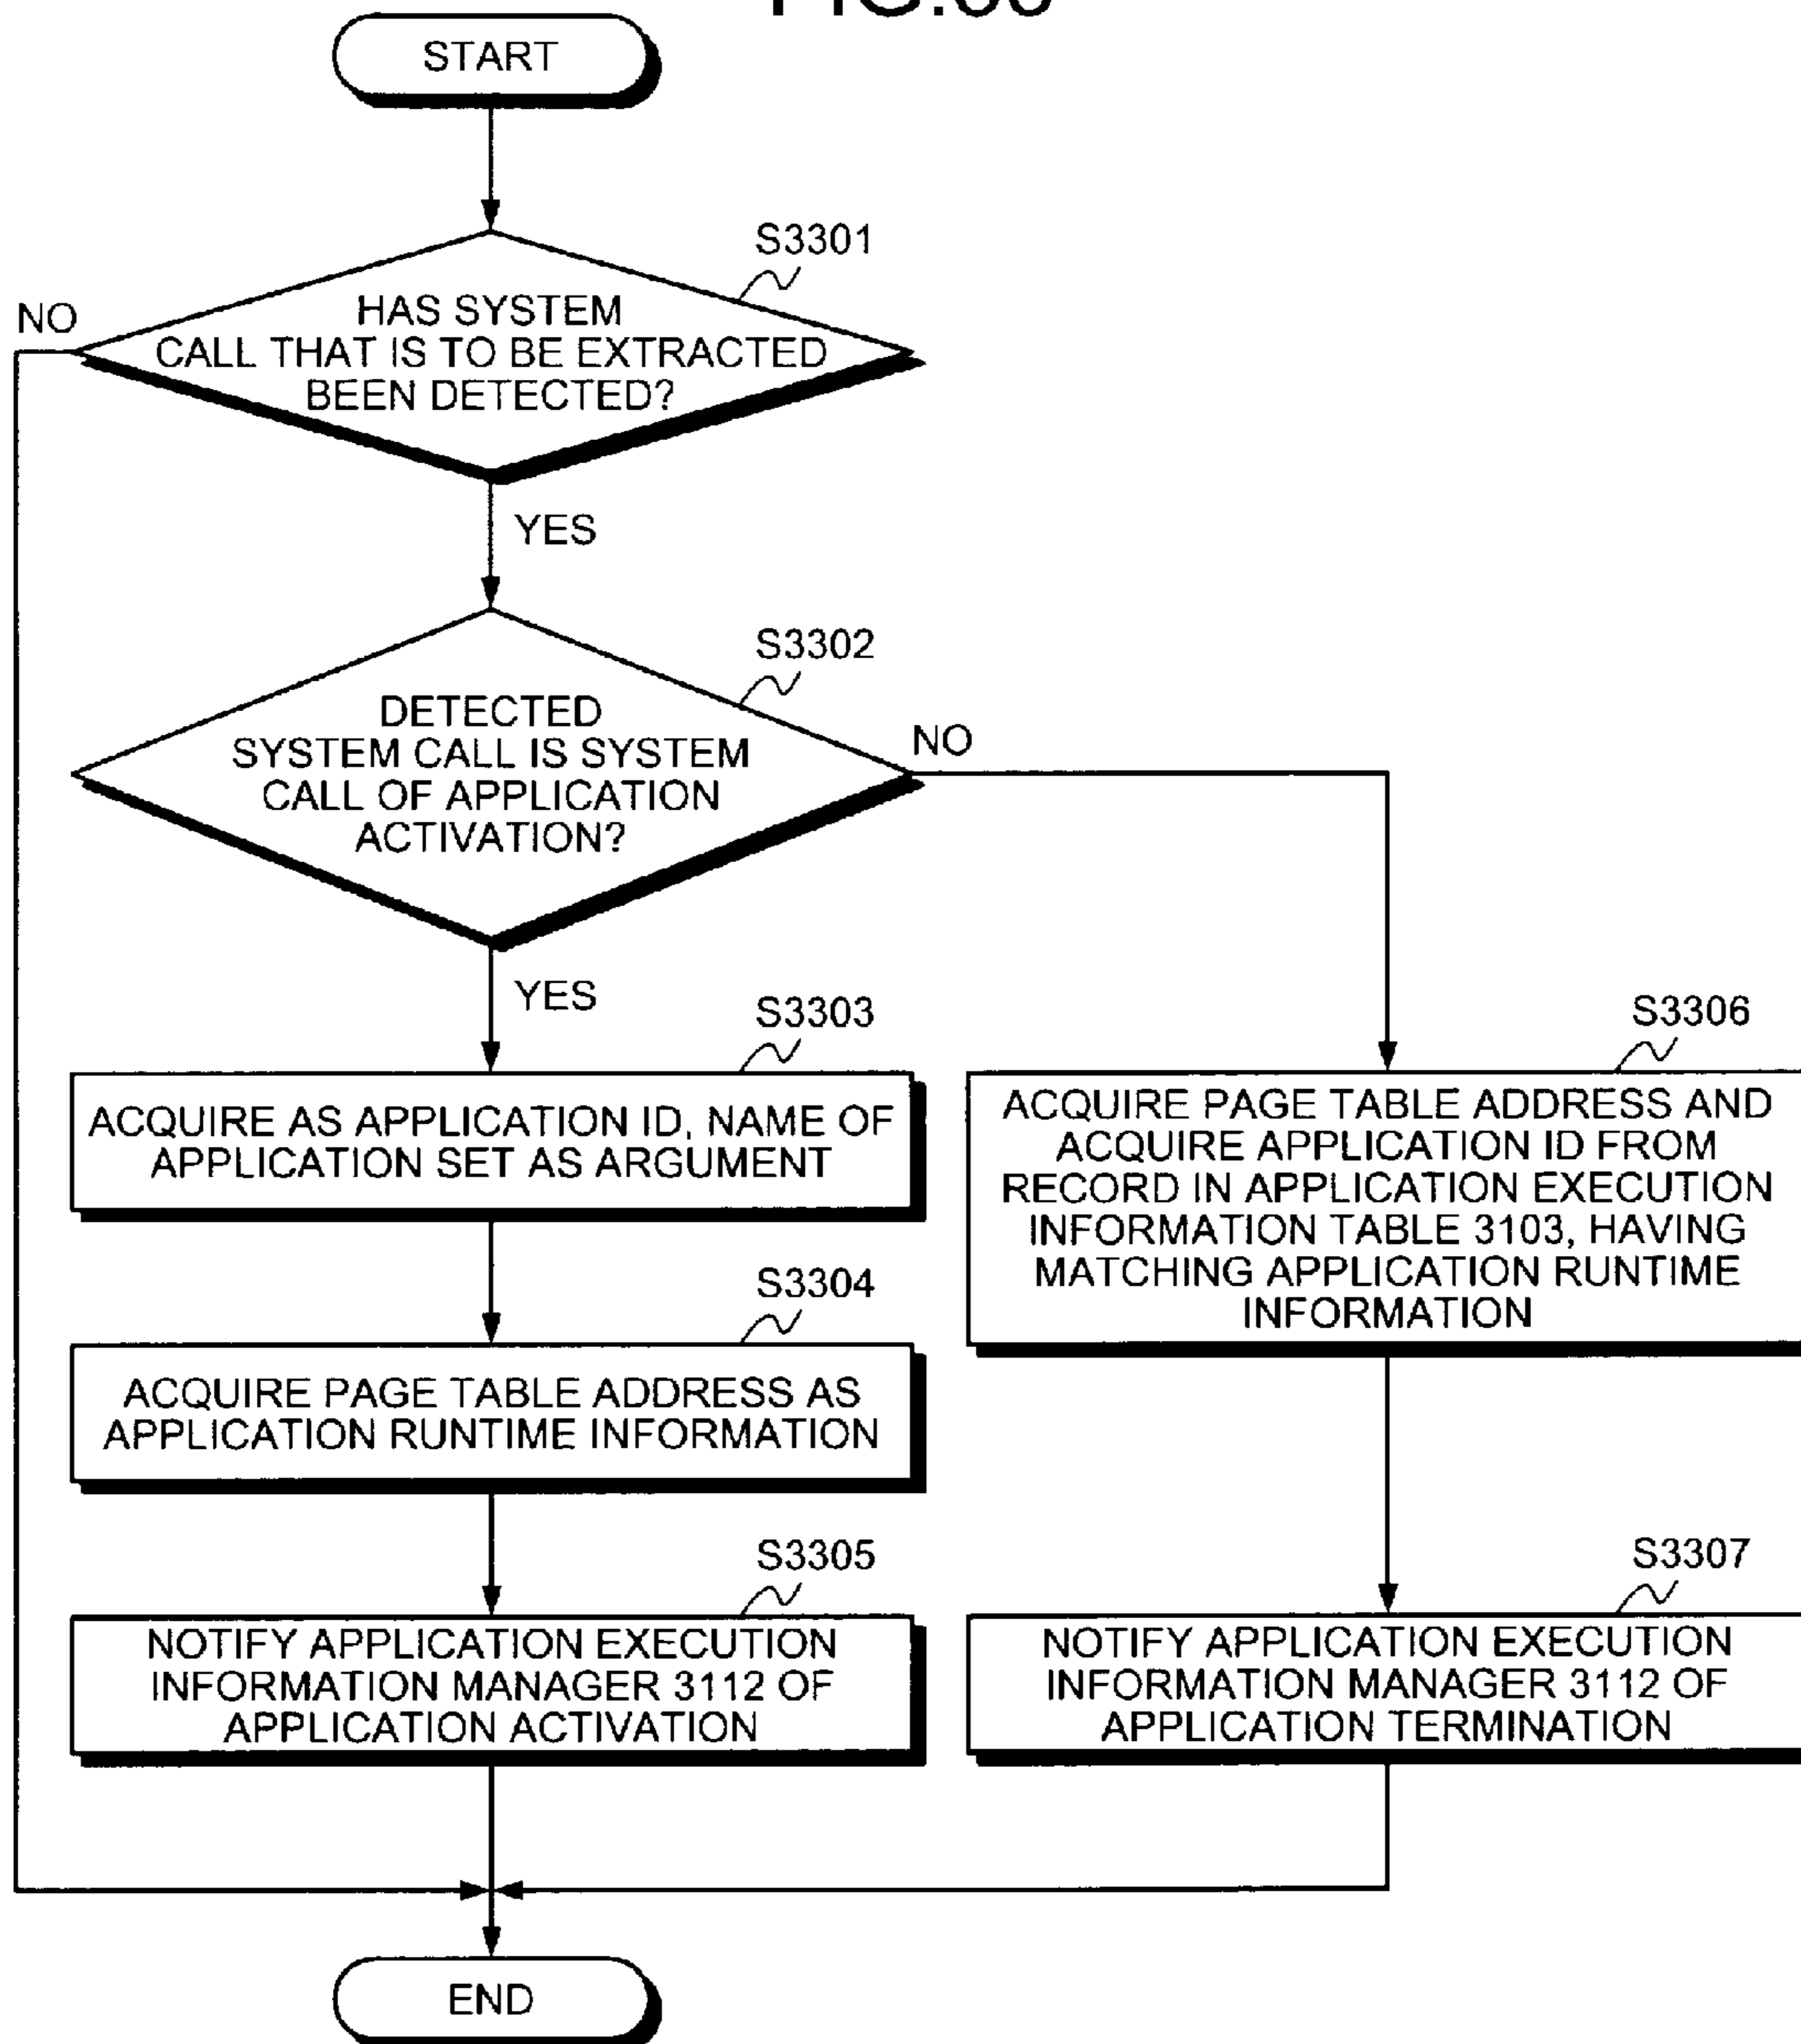 START
S3301
NO
HAS SYSTEM
CALL THAT IS TO BE EXTRACTED
BEEN DETECTED?
YES
S3302
DETECTED
SYSTEM CALL IS SYSTEM
CALL OF APPLICATION
ACTIVATION?
NO
YES
S3303
ACQUIRE AS APPLICATION ID, NAME OF
APPLICATION SET AS ARGUMENT
S3304
ACQUIRE PAGE TABLE ADDRESS AS
APPLICATION RUNTIME INFORMATION
S3305
NOTIFY APPLICATION EXECUTION
INFORMATION MANAGER 3112 OF
APPLICATION ACTIVATION
S3306
ACQUIRE PAGE TABLE ADDRESS AND
ACQUIRE APPLICATION ID FROM
RECORD IN APPLICATION EXECUTION
INFORMATION TABLE 3103, HAVING
MATCHING APPLICATION RUNTIME
INFORMATION
S3307
NOTIFY APPLICATION EXECUTION
INFORMATION MANAGER 3112 OF
APPLICATION TERMINATION
END